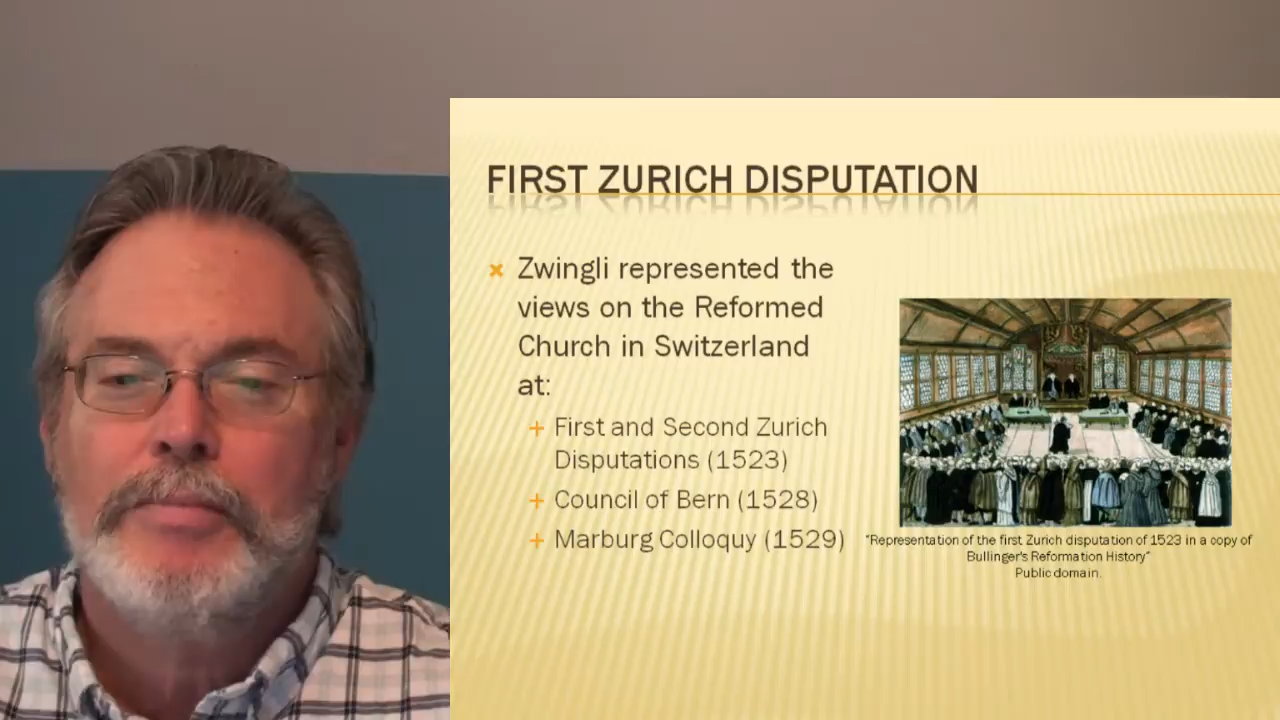 FIRST ZURICH DISPUTATION
Zwingli represented the
views on the Reformed
Church in Switzerland
at:
First and Second Zurich
Disputations (1523)
Council of Bern (1528)
Marburg Colloquy (1529)
"Representation of the first Zurich disputation of 1523 in a copy of
Bullinger's Reformation History"
Public domain.